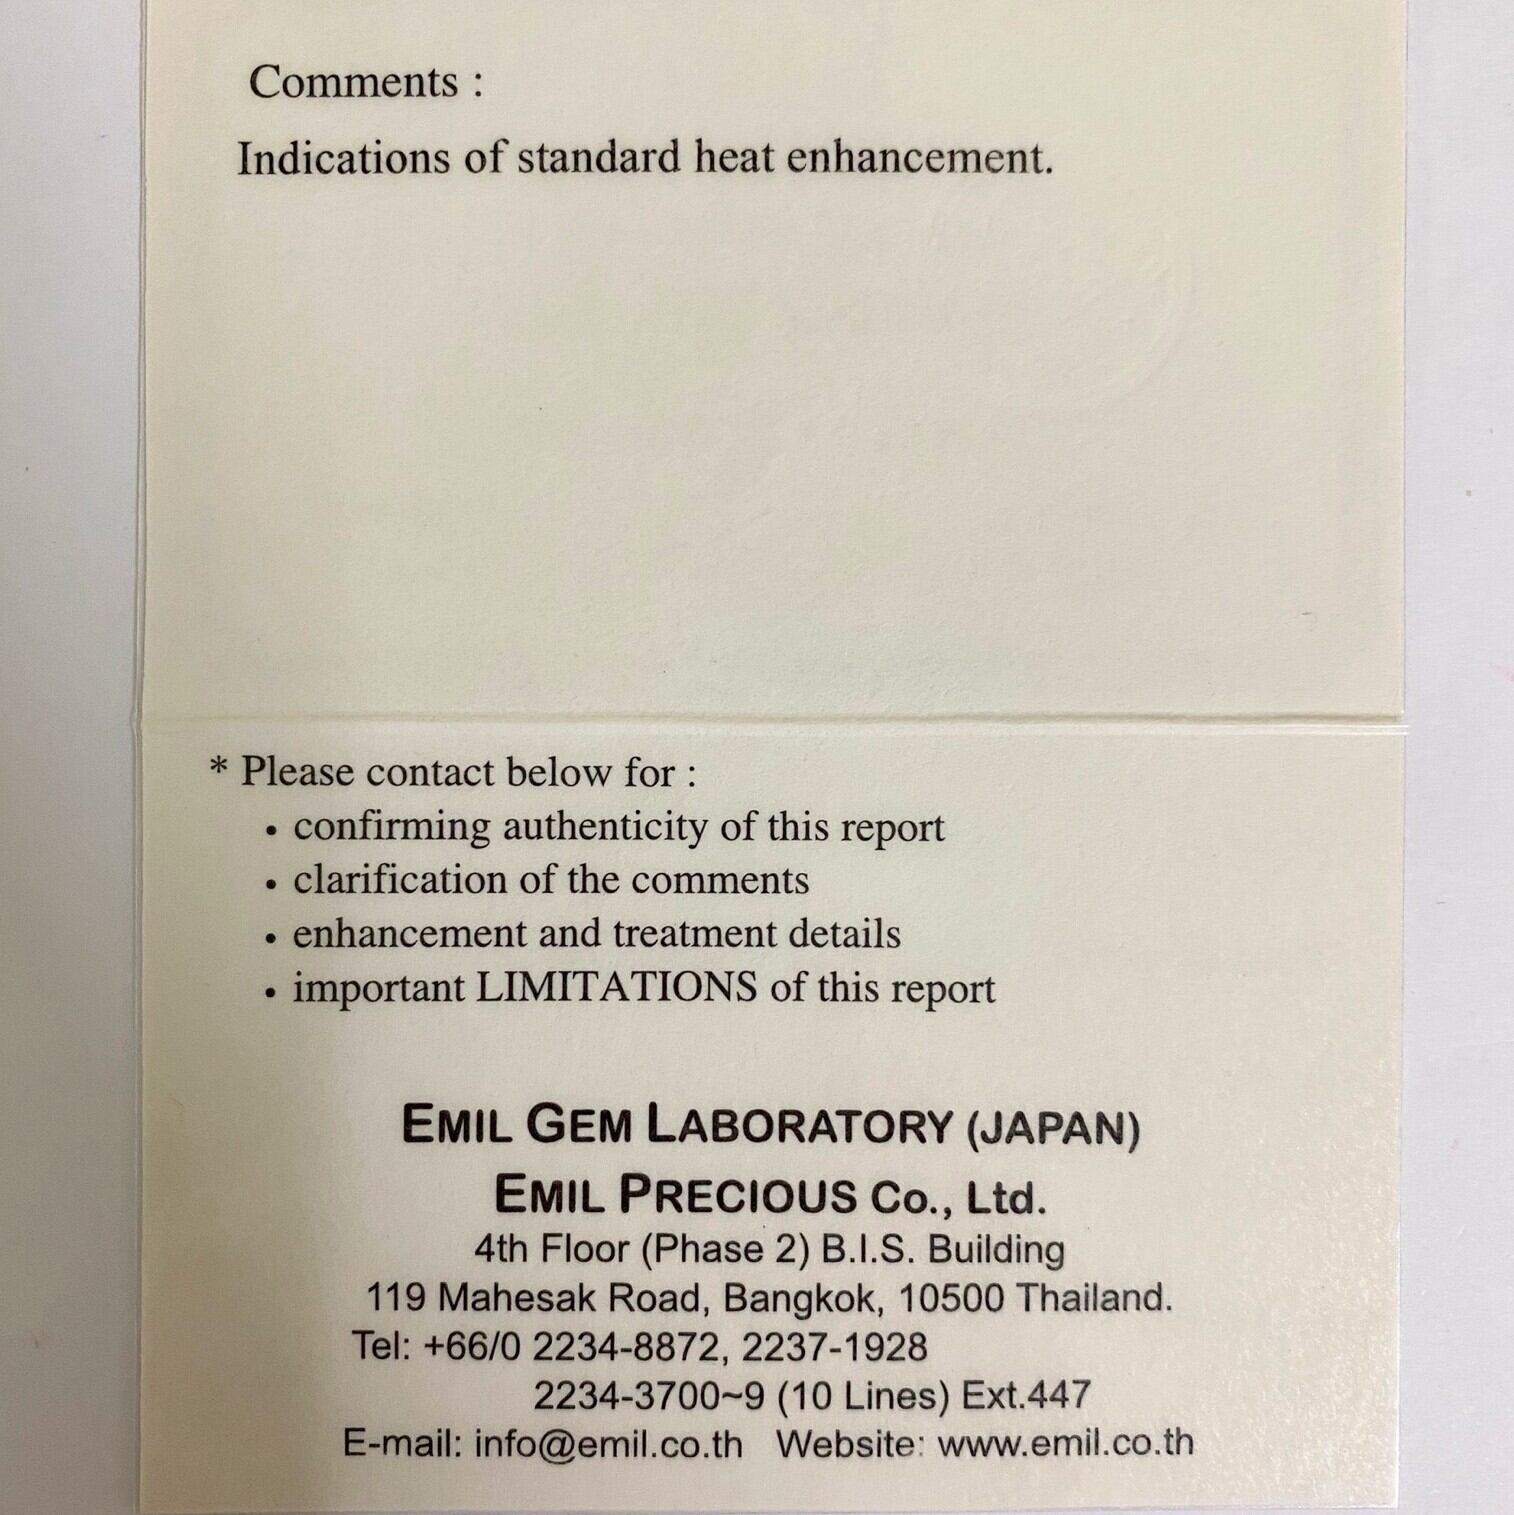 Comments :
Indications of standard heat enhancement.
* Please contact below for :
• confirming authenticity of this report
• clarification of the comments
• enhancement and treatment details
• important LIMITATIONS of this report
EMIL GEM LABORATORY (JAPAN)
EMIL PRECIOUS Co., Ltd.
4th Floor (Phase 2) B.I.S. Building
119 Mahesak Road, Bangkok, 10500 Thailand.
Tel: +66/0 2234-8872, 2237-1928
2234-3700~9 (10 Lines) Ext.447
E-mail: info@emil.co.th Website: www.emil.co.th